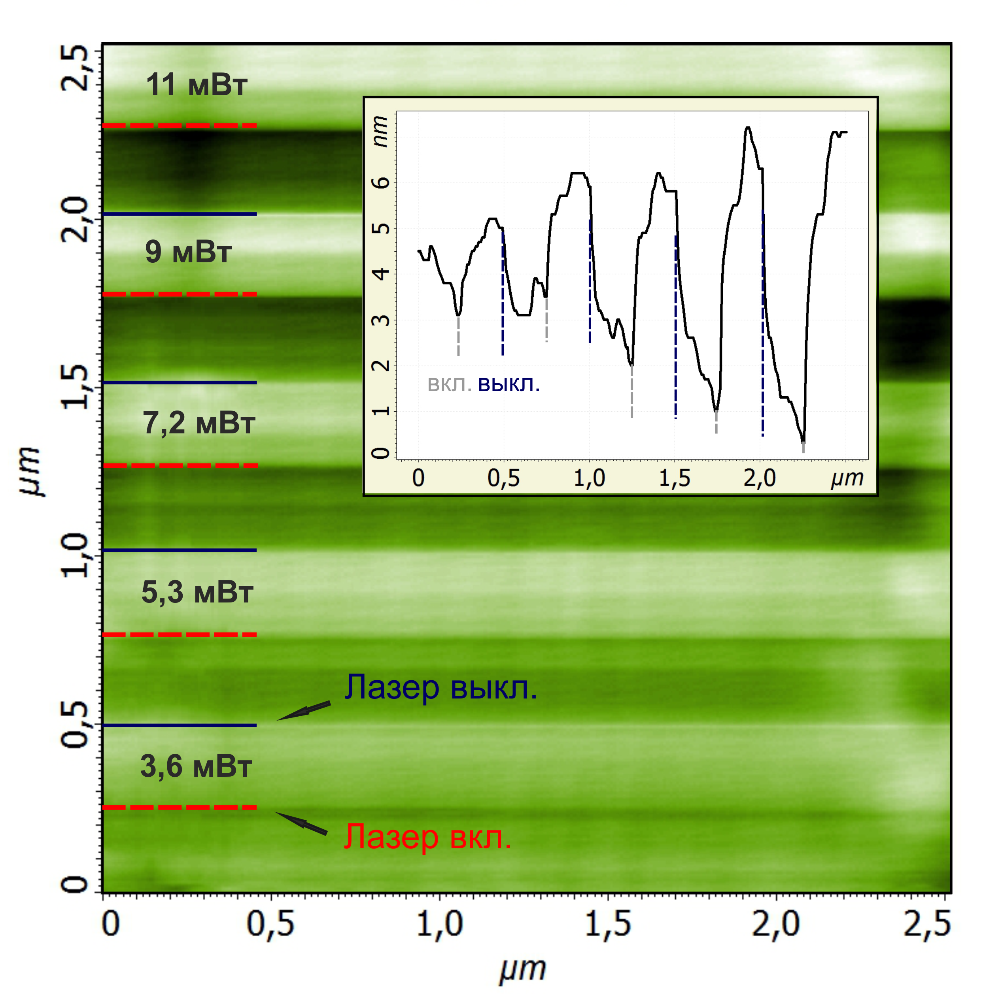 2,5
2,0
1,5
1,0
0,5
0
µm
11 мВт
9 мВт
7,2 мВт
5,3 мВт
3,6 мВт
nm
6
5
4
3
2
1
0
вкл. выкл.
0 0,5 1,0 1,5 2,0 µm
Лазер выкл.
Лазер вкл.
0 0,5 1,0 1,5 2,0 2,5
µm